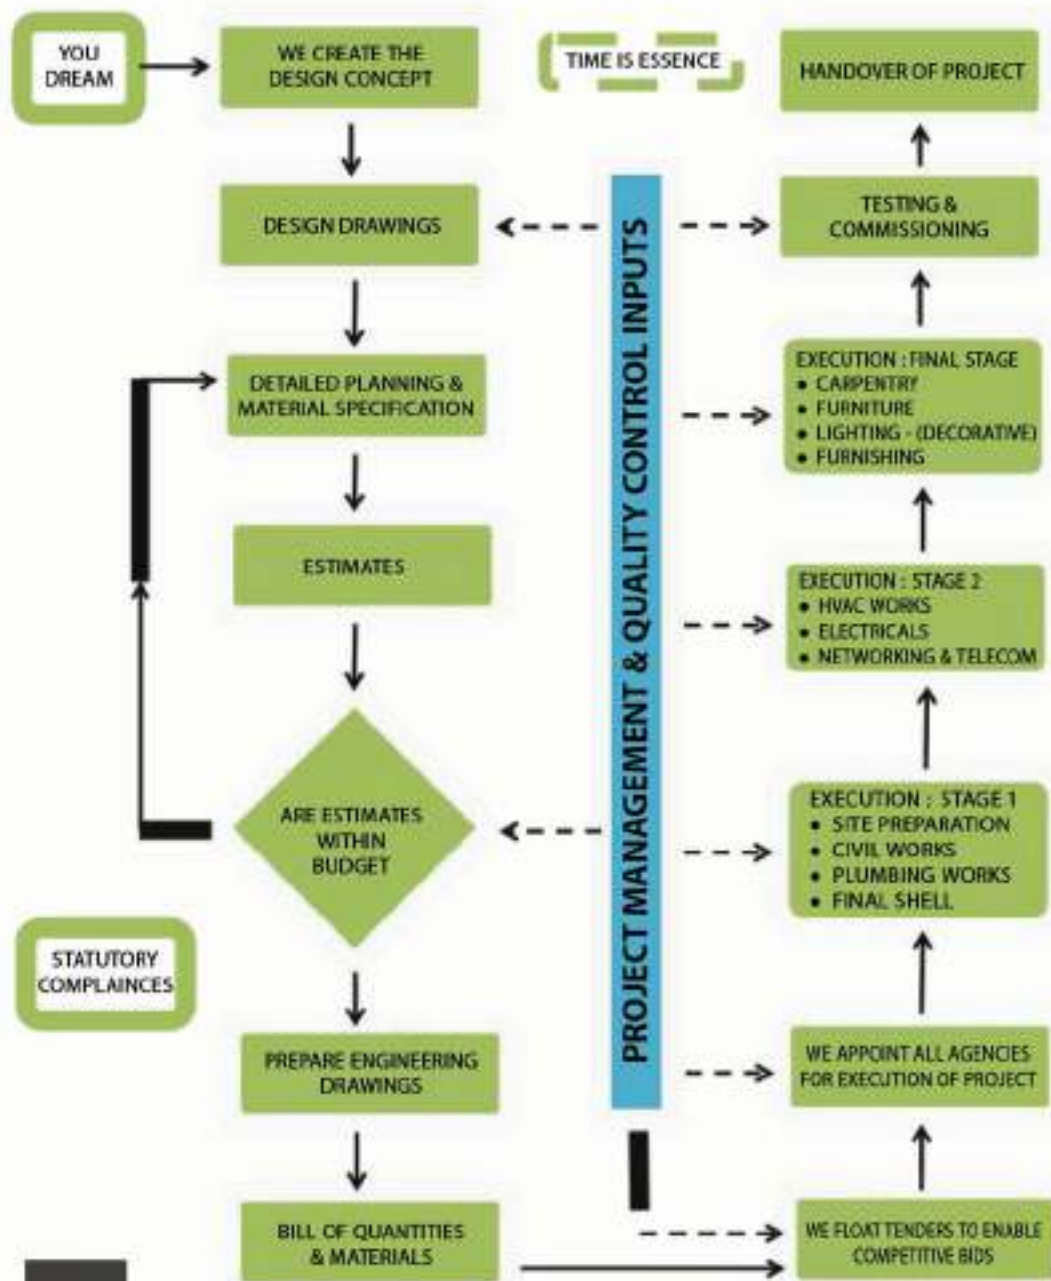 YOU
DREAM
WE CREATE THE
DESIGN CONCEPT
DESIGN DRAWINGS
DETAILED PLANNING &
MATERIAL SPECIFICATION
ESTIMATES
ARE ESTIMATES
WITHIN
BUDGET
STATUTORY
COMPLAINCES
PREPARE ENGINEERING
DRAWINGS
BILL OF QUANTITIES
& MATERIALS
TIME IS ESSENCE
PROJECT MANAGEMENT & QUALITY CONTROL INPUTS
HANDOVER OF PROJECT
TESTING &
COMMISSIONING
EXECUTION : FINAL STAGE
● CARPENTRY
● FURNITURE
● LIGHTING - (DECORATIVE)
● FURNISHING
EXECUTION : STAGE 2
● HVAC WORKS
● ELECTRICALS
● NETWORKING & TELECOM
EXECUTION : STAGE 1
● SITE PREPARATION
● CIVIL WORKS
● PLUMBING WORKS
● FINAL SHELL
WE APPOINT ALL AGENCIES
FOR EXECUTION OF PROJECT
WE FLOAT TENDERS TO ENABLE
COMPETITIVE BIDS